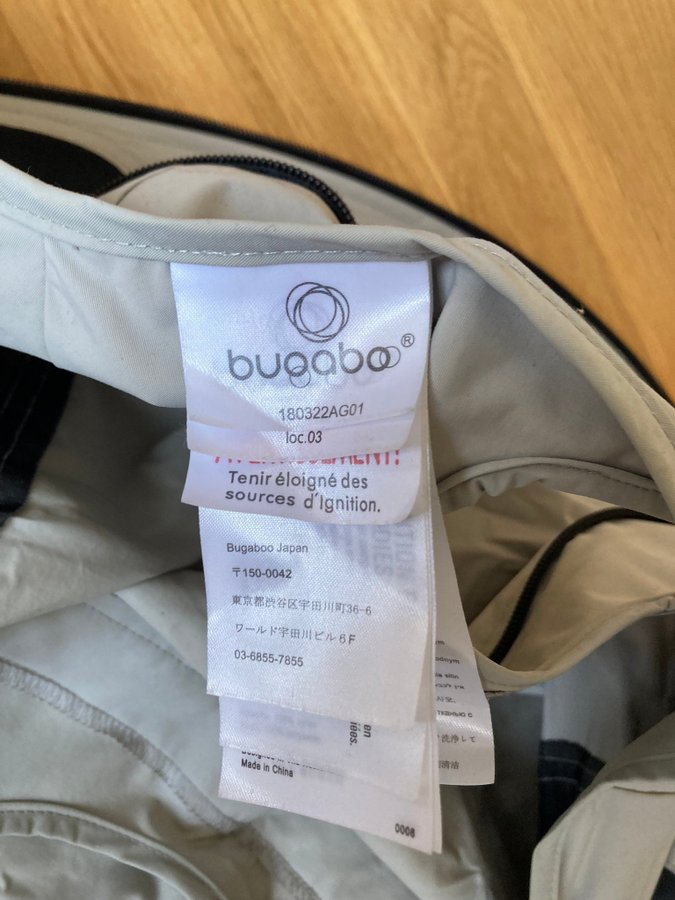 bugaboo®
180322AG01
loc.03
Tenir éloigné des
sources d'Ignition.
Bugaboo Japan
〒150-0042
東京都渋谷区宇田川町36-6
ワールド宇田川ビル6F
03-6855-7855
Made in China
0006